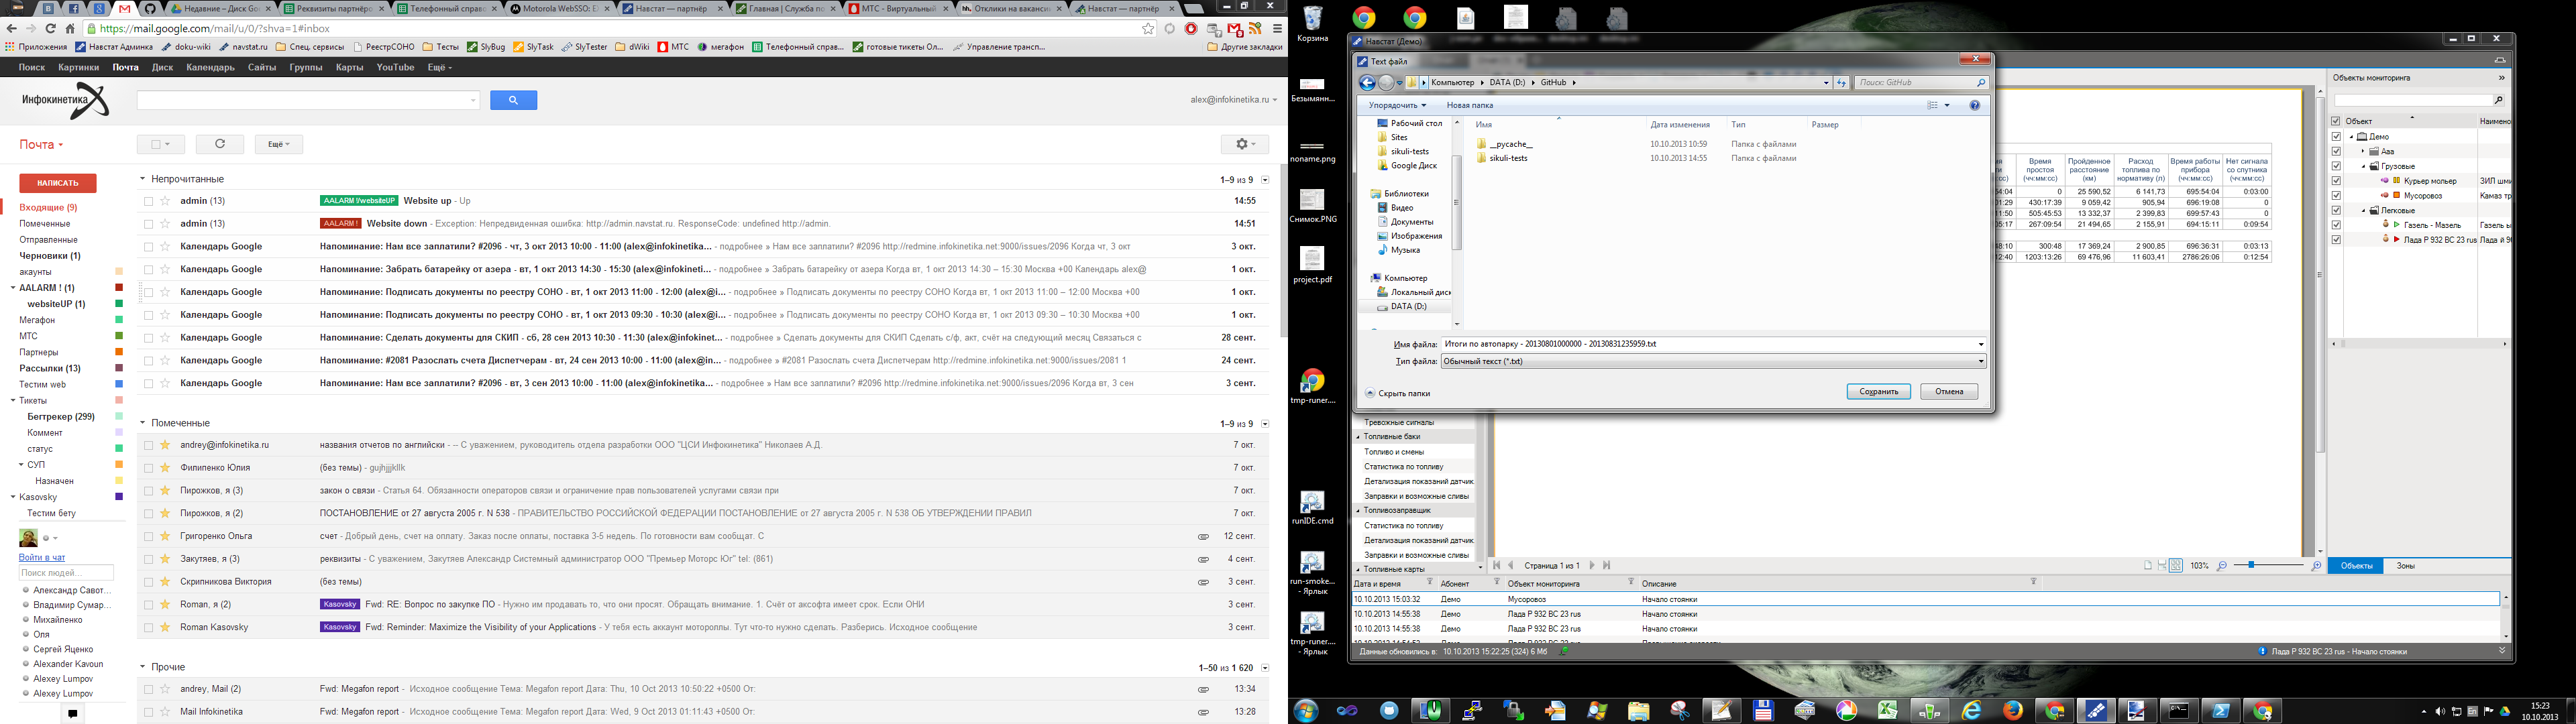 Недавние – Диск Goo
Реквизиты партнёро
Телефонный справ
Motorola WebSSO: El
Навстат — партнёр
Главная | Служба по
МТС - Виртуальный
Отклики на вакансии
Навстат — партнёр
https://mail.google.com/mail/u/0/?shva=1#inbox
Приложения Навстат Админка doku-wiki navstat.ru Спец. сервисы РеестрСОНО Тесты SlyBug SlyTask SlyTester dWiki МТС мегафон Телефонный справ... готовые тикеты Ол... Управление трансп... Другие закладки
Поиск Картинки Почта Диск Календарь Сайты Группы Карты YouTube Ещё
Инфокинетика
alex@infokinetika.ru
Почта
Ещё
НАПИСАТЬ
Входящие (9)
Помеченные
Отправленные
Черновики (1)
акаунты
AALARM ! (1)
websiteUP (1)
Мегафон
МТС
Партнеры
Рассылки (13)
Тестим web
Тикеты
Бегтрекер (299)
Коммент
статус
СУП
Назначен
Kasovsky
Тестим бету
Войти в чат
Поиск людей...
Александр Савот...
Владимир Сумар...
Михайленко
Оля
Сергей Яценко
Alexander Kavoun
Alexey Lumpov
Alexey Lumpov
Непрочитанные 1–9 из 9
admin (13) AALARM !/websiteUP Website up - Up 14:55
admin (13) AALARM ! Website down - Exception: Непредвиденная ошибка: http://admin.navstat.ru. ResponseCode: undefined http://admin. 14:51
Календарь Google Напоминание: Нам все заплатили? #2096 - чт, 3 окт 2013 10:00 - 11:00 (alex@infokinetika... - подробнее » Нам все заплатили? #2096 http://redmine.infokinetika.net:9000/issues/2096 Когда чт, 3 окт 3 окт.
Календарь Google Напоминание: Забрать батарейку от азера - вт, 1 окт 2013 14:30 - 15:30 (alex@infokineti... - подробнее » Забрать батарейку от азера Когда вт, 1 окт 2013 14:30 – 15:30 Москва +00 Календарь alex@ 1 окт.
Календарь Google Напоминание: Подписать документы по реестру СОНО - вт, 1 окт 2013 11:00 - 12:00 (alex@i... - подробнее » Подписать документы по реестру СОНО Когда вт, 1 окт 2013 11:00 – 12:00 Москва +00 1 окт.
Календарь Google Напоминание: Подписать документы по реестру СОНО - вт, 1 окт 2013 09:30 - 10:30 (alex@i... - подробнее » Подписать документы по реестру СОНО Когда вт, 1 окт 2013 09:30 – 10:30 Москва +00 1 окт.
Календарь Google Напоминание: Сделать документы для СКИП - сб, 28 сен 2013 10:30 - 11:30 (alex@infokinet... - подробнее » Сделать документы для СКИП Сделать с/ф, акт, счёт на следующий месяц Связаться с 28 сент.
Календарь Google Напоминание: #2081 Разослать счета Диспетчерам - вт, 24 сен 2013 10:00 - 11:00 (alex@in... - подробнее » #2081 Разослать счета Диспетчерам http://redmine.infokinetika.net:9000/issues/2081 1 24 сент.
Календарь Google Напоминание: Нам все заплатили? #2096 - вт, 3 сен 2013 10:00 - 11:00 (alex@infokinetika... - подробнее » Нам все заплатили? #2096 http://redmine.infokinetika.net:9000/issues/2096 Когда вт, 3 сен 3 сент.
Помеченные 1–9 из 9
andrey@infokinetika.ru названия отчетов по английски - -- С уважением, руководитель отдела разработки ООО "ЦСИ Инфокинетика" Николаев А.Д. 7 окт.
Филипенко Юлия (без темы) - gujhjjjkllk 7 окт.
Пирожков, я (3) закон о связи - Статья 64. Обязанности операторов связи и ограничение прав пользователей услугами связи при 7 окт.
Пирожков, я (2) ПОСТАНОВЛЕНИЕ от 27 августа 2005 г. N 538 - ПРАВИТЕЛЬСТВО РОССИЙСКОЙ ФЕДЕРАЦИИ ПОСТАНОВЛЕНИЕ от 27 августа 2005 г. N 538 ОБ УТВЕРЖДЕНИИ ПРАВИЛ 7 окт.
Григоренко Ольга счет - Добрый день, счет на оплату. Заказ после оплаты, поставка 3-5 недель. По готовности вам сообщат. С 12 сент.
Закутяев, я (3) реквизиты - С уважением, Закутяев Александр Системный администратор ООО "Премьер Моторс Юг" tel: (861) 4 сент.
Скрипникова Виктория (без темы) 3 сент.
Roman, я (2) Kasovsky Fwd: RE: Вопрос по закупке ПО - Нужно им продавать то, что они просят. Обращать внимание. 1. Счёт от аксофта имеет срок. Если ОНИ 3 сент.
Roman Kasovsky Kasovsky Fwd: Reminder: Maximize the Visibility of your Applications - У тебя есть аккаунт мотороллы. Тут что-то нужно сделать. Разберись. Исходное сообщение 3 сент.
Прочие 1–50 из 1 620
andrey, Mail (2) Fwd: Megafon report - Исходное сообщение Тема: Megafon report Дата: Thu, 10 Oct 2013 10:50:22 +0500 От: 13:34
Mail Infokinetika Fwd: Megafon report - Исходное сообщение Тема: Megafon report Дата: Wed, 9 Oct 2013 01:11:43 +0500 От: 13:28
Корзина
Безымянн...
noname.png
Снимок.PNG
project.pdf
tmp-runer....
runIDE.cmd
run-smoke...
- Ярлык
tmp-runer....
- Ярлык
Навстат (Демо)
Text файл
Компьютер DATA (D:) GitHub
Поиск: GitHub
Упорядочить Новая папка
Рабочий стол
Sites
sikuli-tests
Google Диск
Библиотеки
Видео
Документы
Изображения
Музыка
Компьютер
Локальный диск
DATA (D:)
Имя Дата изменения Тип Размер
__pycache__ 10.10.2013 10:59 Папка с файлами
sikuli-tests 10.10.2013 14:55 Папка с файлами
Имя файла: Итоги по автопарку - 20130801000000 - 20130831235959.txt
Тип файла: Обычный текст (*.txt)
Скрыть папки Сохранить Отмена
Время простоя (чч:мм:сс) Пройденное расстояние (км) Расход топлива по нормативу (л) Время работы прибора (чч:мм:сс) Нет сигнала со спутника (чч:мм:сс)
54:04 0 25 590,52 6 141,73 695:54:04 0:03:00
01:29 430:17:39 9 059,42 905,94 696:19:08 0
11:50 505:45:53 13 332,37 2 399,83 699:57:43 0
05:17 267:09:54 21 494,65 2 155,91 694:15:11 0:09:54
48:10 300:48 17 369,24 2 900,85 696:36:31 0:03:13
12:40 1203:13:26 69 476,96 11 603,41 2786:26:06 0:12:54
Объекты мониторинга
Объект Наимено
Демо
Ааа
Грузовые
Курьер мольер ЗИЛ шми
Мусоровоз Камаз тр
Легковые
Газель - Мазель Газель ы
Лада Р 932 ВС 23 rus Лада й 9
Объекты Зоны
Тревожные сигналы
Топливные баки
Топливо и смены
Статистика по топливу
Детализация показаний датчик
Заправки и возможные сливы
Топливозаправщик
Статистика по топливу
Детализация показаний датчик
Заправки и возможные сливы
Топливные карты
Страница 1 из 1
103%
Дата и время Абонент Объект мониторинга Описание
10.10.2013 15:03:32 Демо Мусоровоз Начало стоянки
10.10.2013 14:55:38 Демо Лада Р 932 ВС 23 rus Начало стоянки
10.10.2013 14:55:38 Демо Лада Р 932 ВС 23 rus Начало стоянки
Данные обновились в: 10.10.2013 15:22:25 (324) 6 Мб
Лада Р 932 ВС 23 rus - Начало стоянки
EN
15:23
10.10.2013